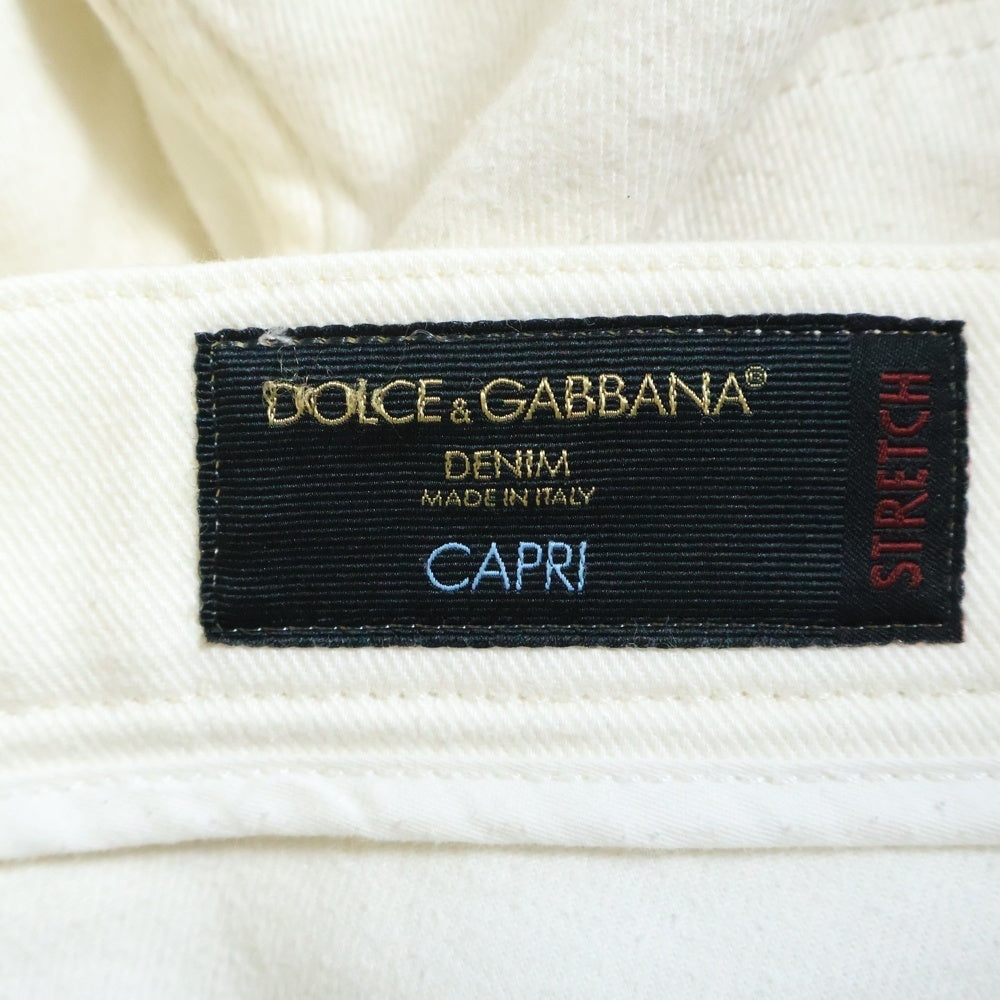 DOLCE & GABBANA®
DENIM
MADE IN ITALY
CAPRI
STRETCH